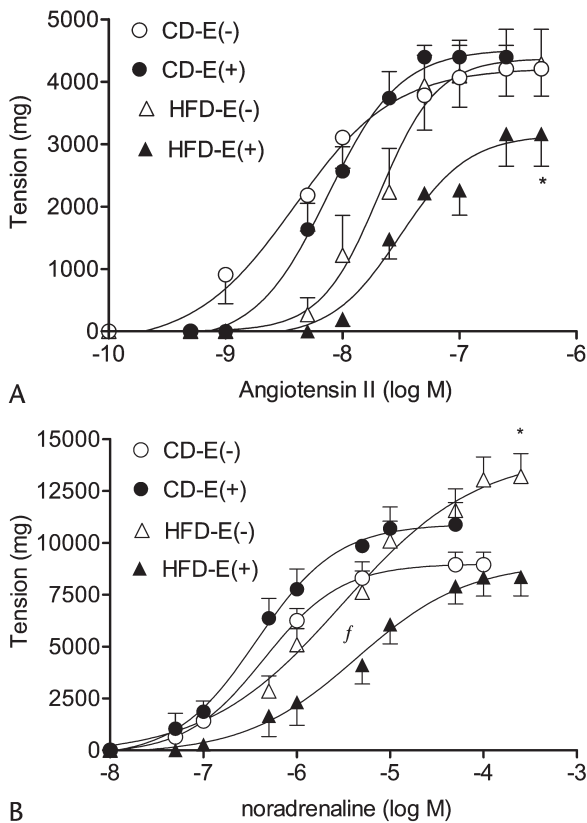 5000
4000
3000
2000
1000
0
Tension (mg)
CD-E(-)
CD-E(+)
HFD-E(-)
HFD-E(+)
*
-10 -9 -8 -7 -6
Angiotensin II (log M)
A
15000
12500
10000
7500
5000
2500
0
Tension (mg)
CD-E(-)
CD-E(+)
HFD-E(-)
HFD-E(+)
*
f
-8 -7 -6 -5 -4 -3
noradrenaline (log M)
B